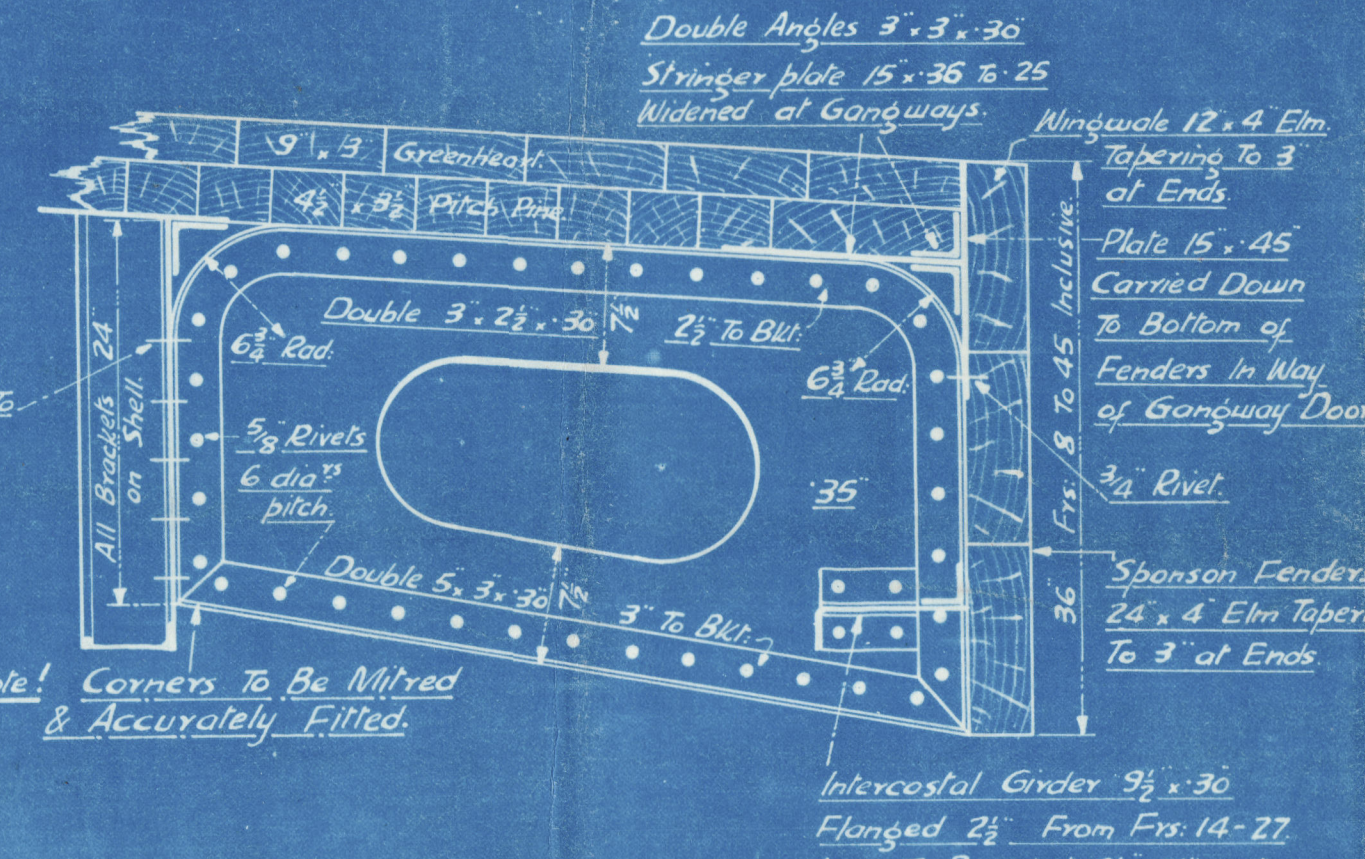 Double Angles 3" x 3" x ·30"
Stringer plate 15" x ·36 To ·25
Widened at Gangways.
Wingwale 12" x 4" Elm.
Tapering To 3"
at Ends.
Plate 15" x ·45"
Carried Down
To Bottom of
Fenders In Way
of Gangway Door
9" x 3" Greenheart.
4½" x 3½" Pitch Pine
All Brackets 24"
on Shell.
6¾" Rad:
Double 3" x 2½" x ·30"
7½"
2½" To Bkt:
6¾" Rad.
36" Frs: 8 To 45 Inclusive.
5/8" Rivets
6 diaʳˢ
pitch.
·35"
3/4" Rivet.
Double 5" x 3" x ·30"
7½"
3" To Bkt:
Sponson Fender
24" x 4" Elm Taper
To 3" at Ends.
Corners To Be Mitred
& Accurately Fitted.
Intercostal Girder 9½" x ·30"
Flanged 2½" From Frs: 14-27.